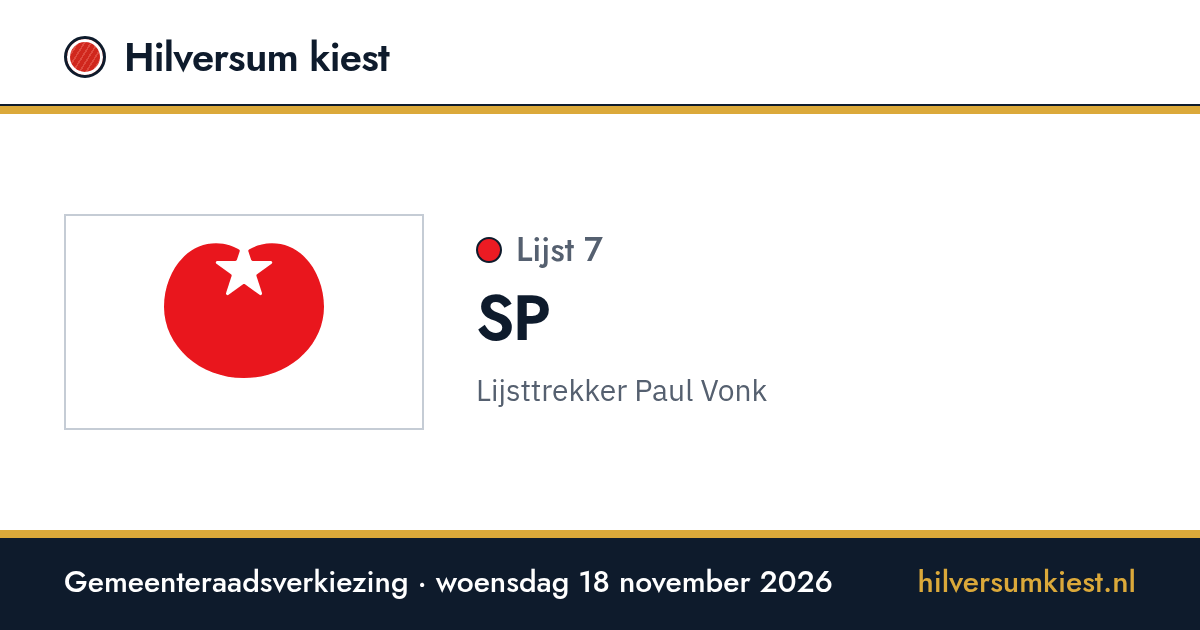 Hilversum kiest
Lijst 7
SP
Lijsttrekker Paul Vonk
Gemeenteraadsverkiezing · woensdag 18 november 2026
hilversumkiest.nl